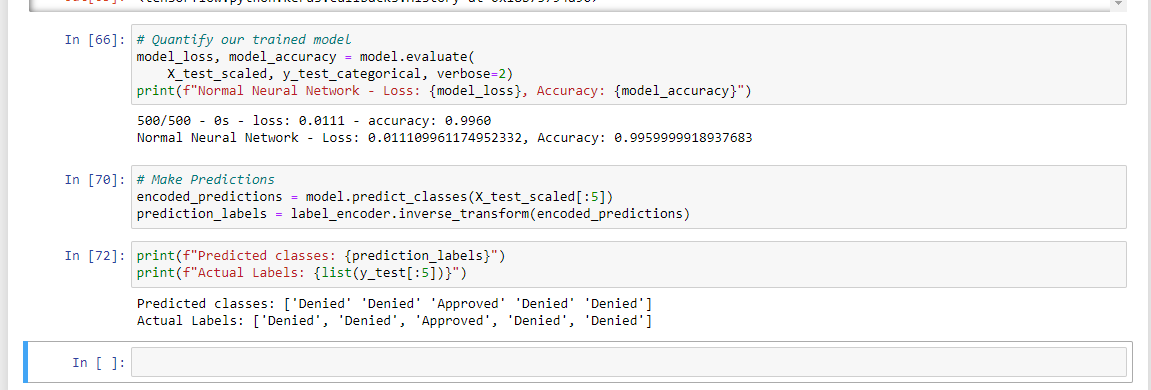 In [66]: # Quantify our trained model
model_loss, model_accuracy = model.evaluate(
X_test_scaled, y_test_categorical, verbose=2)
print(f"Normal Neural Network - Loss: {model_loss}, Accuracy: {model_accuracy}")
500/500 - 0s - loss: 0.0111 - accuracy: 0.9960
Normal Neural Network - Loss: 0.011109961174952332, Accuracy: 0.9959999918937683
In [70]: # Make Predictions
encoded_predictions = model.predict_classes(X_test_scaled[:5])
prediction_labels = label_encoder.inverse_transform(encoded_predictions)
In [72]: print(f"Predicted classes: {prediction_labels}")
print(f"Actual Labels: {list(y_test[:5])}")
Predicted classes: ['Denied' 'Denied' 'Approved' 'Denied' 'Denied']
Actual Labels: ['Denied', 'Denied', 'Approved', 'Denied', 'Denied']
In [ ]: